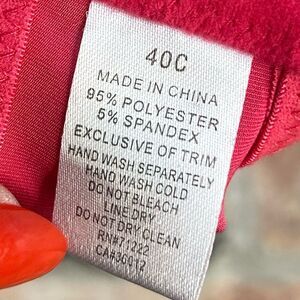 40C
MADE IN CHINA
95% POLYESTER
5% SPANDEX
EXCLUSIVE OF TRIM
HAND WASH SEPARATELY
HAND WASH COLD
DO NOT BLEACH
LINE DRY
DO NOT DRY CLEAN
RN#71222
CA#36012